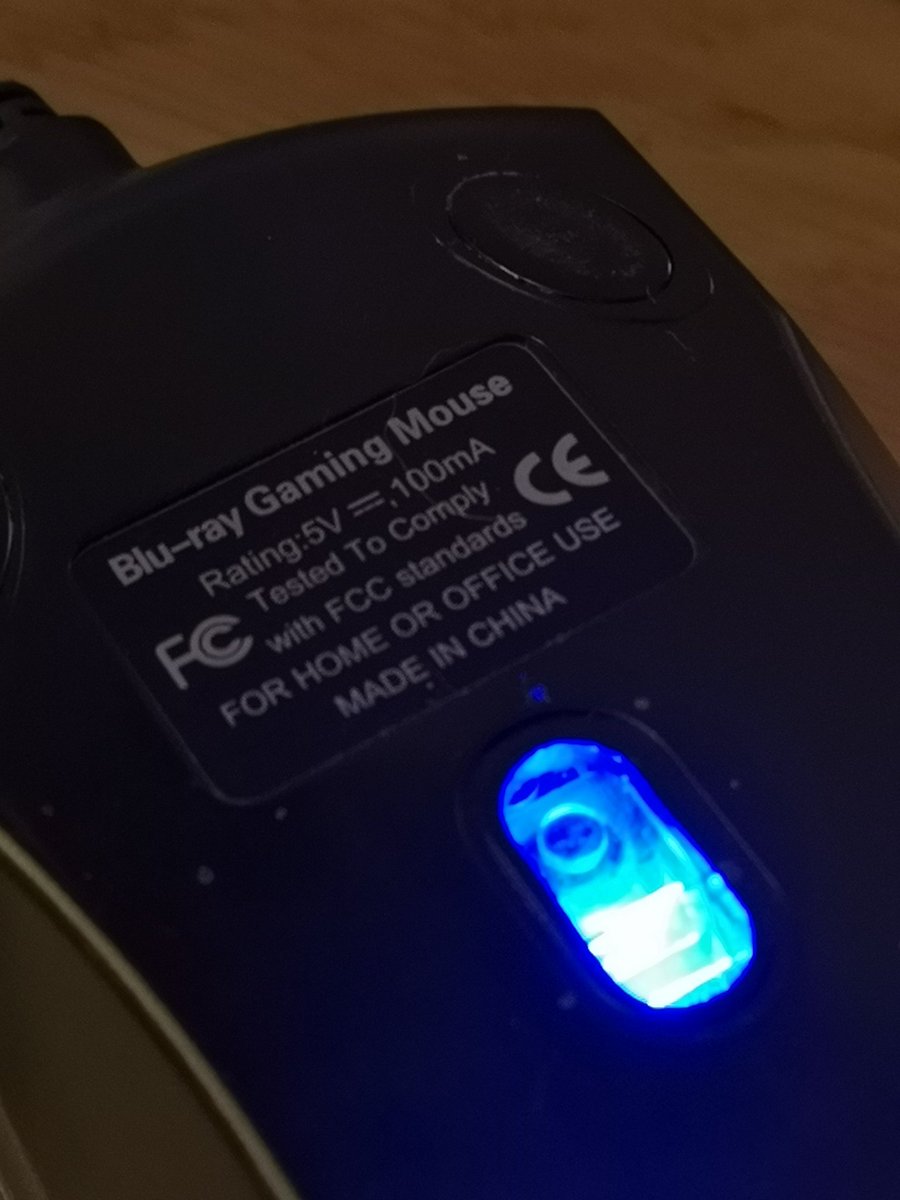 Blu-ray Gaming Mouse
Rating:5V ⎓,100mA
Tested To Comply
with FCC standards
FC CE
FOR HOME OR OFFICE USE
MADE IN CHINA